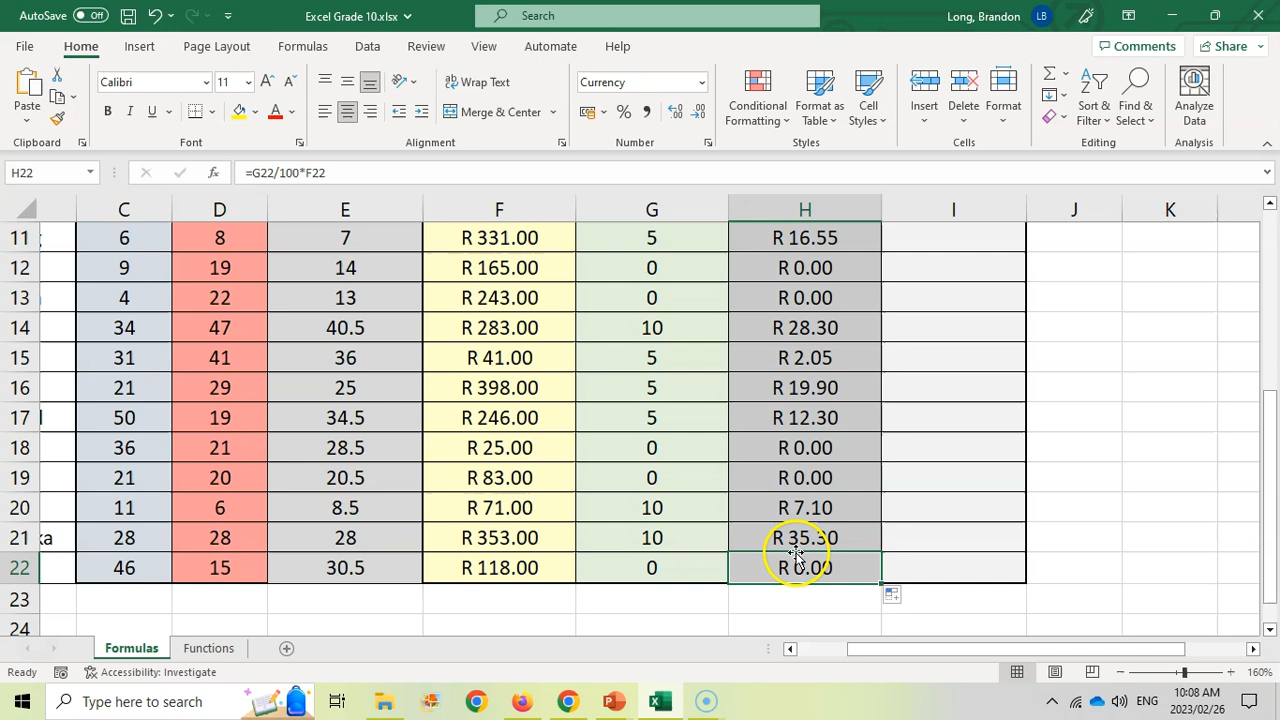 AutoSave Off Excel Grade 10.xlsx Search Long, Brandon LB
File Home Insert Page Layout Formulas Data Review View Automate Help Comments Share
Calibri 11 Wrap Text Currency
Paste B I U Merge & Center % Conditional Formatting Format as Table Cell Styles Insert Delete Format Sort & Filter Find & Select Analyze Data
Clipboard Font Alignment Number Styles Cells Editing Analysis
H22 fx =G22/100*F22
C D E F G H I J K
11 6 8 7 R 331.00 5 R 16.55
12 9 19 14 R 165.00 0 R 0.00
13 4 22 13 R 243.00 0 R 0.00
14 34 47 40.5 R 283.00 10 R 28.30
15 31 41 36 R 41.00 5 R 2.05
16 21 29 25 R 398.00 5 R 19.90
17 50 19 34.5 R 246.00 5 R 12.30
18 36 21 28.5 R 25.00 0 R 0.00
19 21 20 20.5 R 83.00 0 R 0.00
20 11 6 8.5 R 71.00 10 R 7.10
21 ka 28 28 28 R 353.00 10 R 35.30
22 46 15 30.5 R 118.00 0 R 0.00
23
24
Formulas Functions
Ready Accessibility: Investigate 160%
Type here to search ENG 10:08 AM
2023/02/26